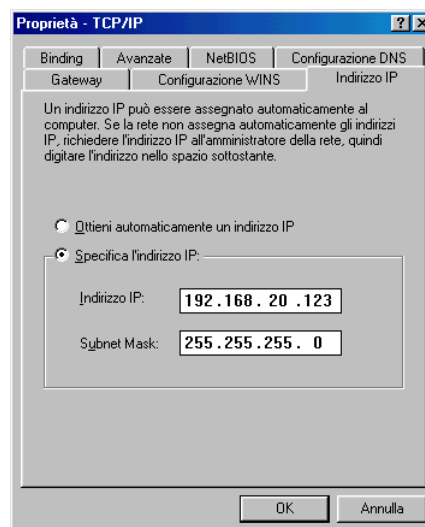 Proprietà - TCP/IP
Binding Avanzate NetBIOS Configurazione DNS
Gateway Configurazione WINS Indirizzo IP
Un indirizzo IP può essere assegnato automaticamente al
computer. Se la rete non assegna automaticamente gli indirizzi
IP, richiedere l'indirizzo IP all'amministratore della rete, quindi
digitare l'indirizzo nello spazio sottostante.
Ottieni automaticamente un indirizzo IP
Specifica l'indirizzo IP:
Indirizzo IP: 192.168. 20 .123
Subnet Mask: 255.255.255. 0
OK Annulla